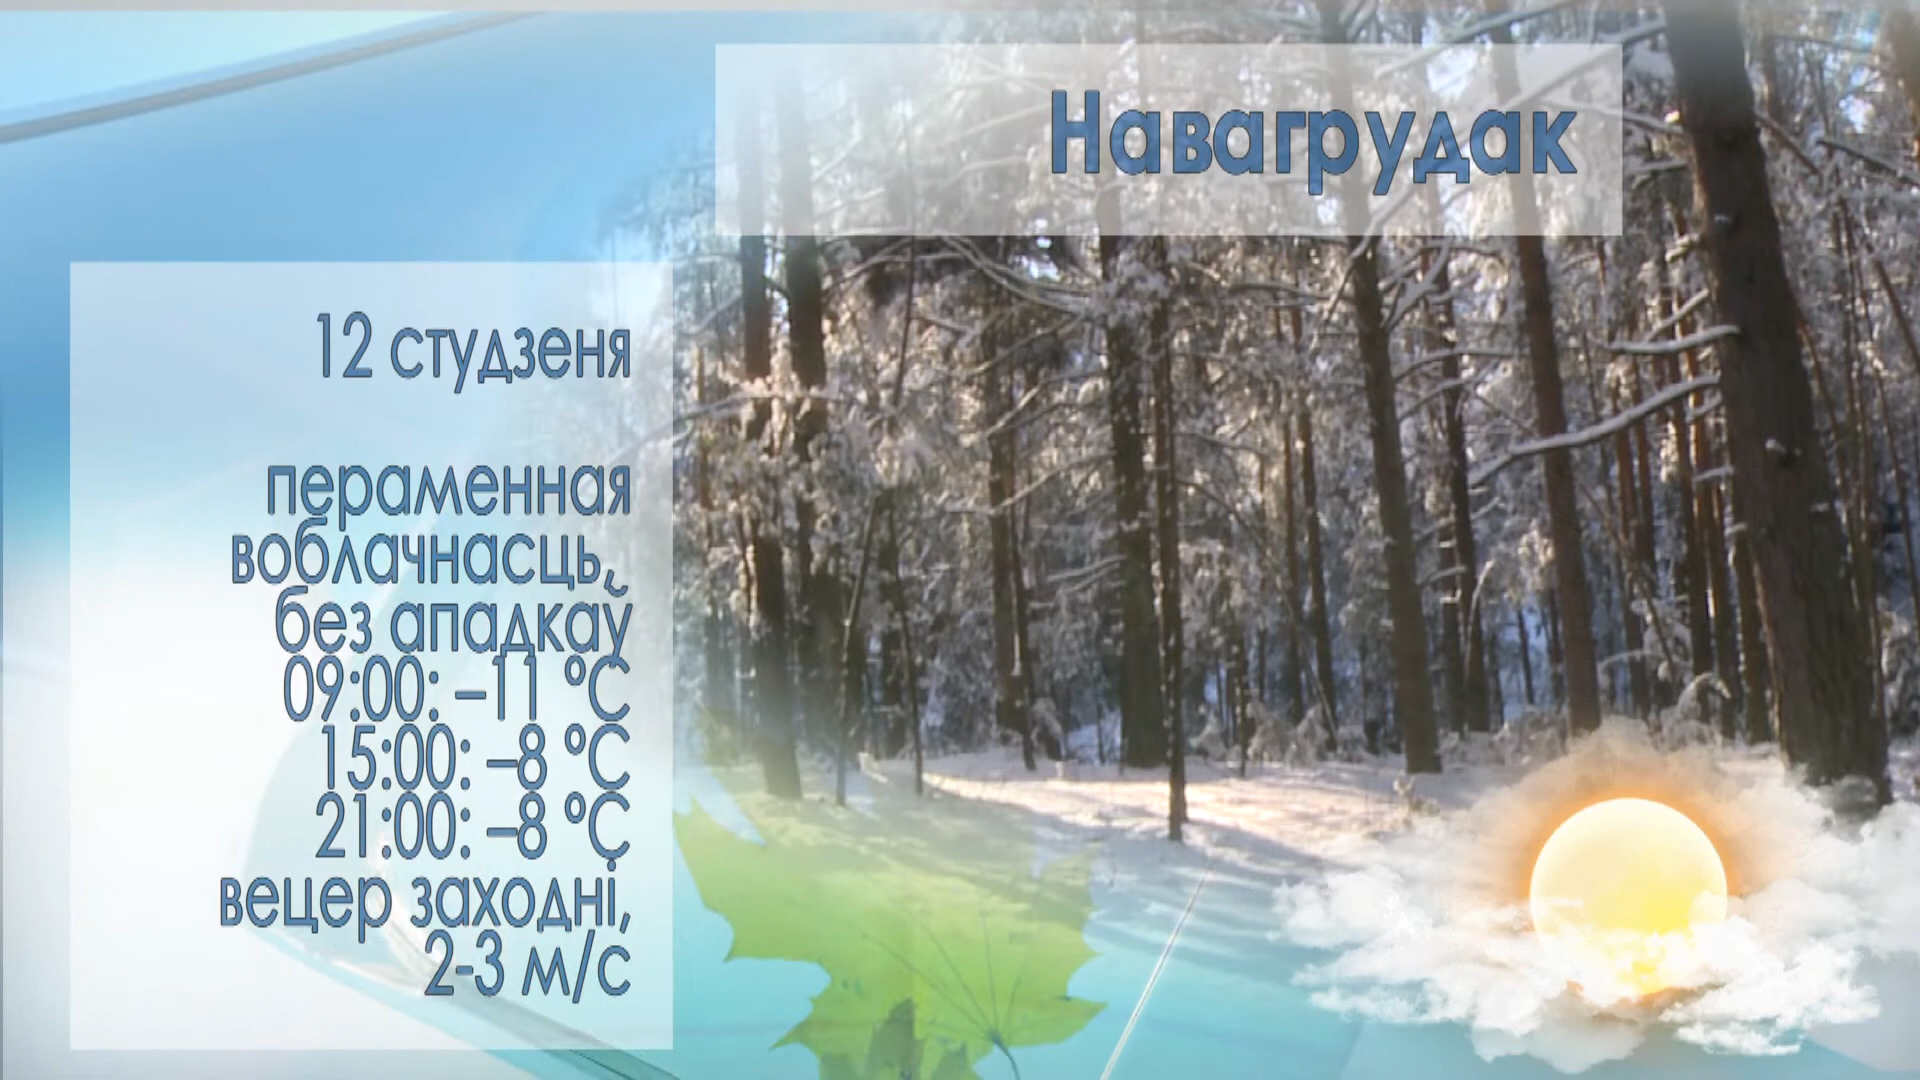 Навагрудак
12 студзеня
пераменная
воблачнасць,
без ападкаў
09:00: –11 °C
15:00: –8 °C
21:00: –8 °C
вецер заходні,
2-3 м/с